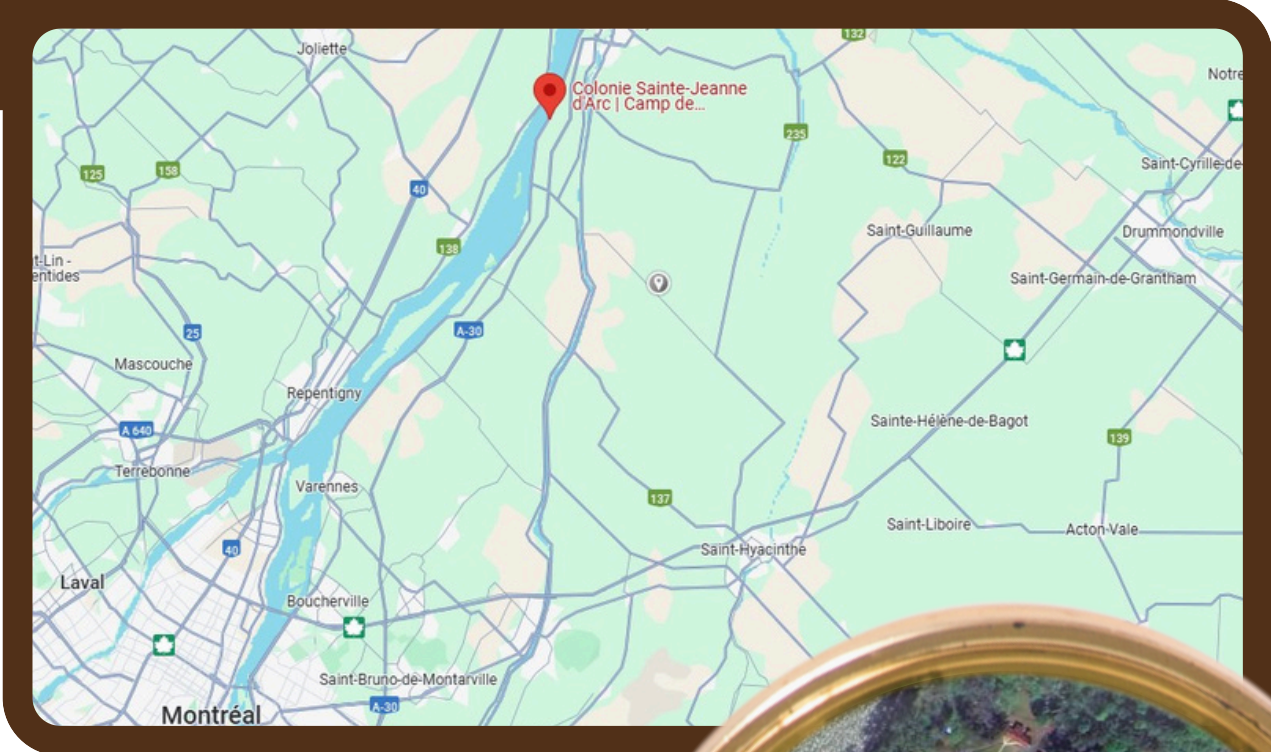 132
Joliette
Notre
Colonie Sainte-Jeanne
d'Arc | Camp de...
235
122
Saint-Cyrille-de-
125
158
40
Saint-Guillaume
Drummondville
138
t-Lin -
entides
Saint-Germain-de-Grantham
25
A-30
Mascouche
Repentigny
Sainte-Hélène-de-Bagot
A 640
139
Terrebonne
Varennes
137
Saint-Liboire
Acton-Vale
40
Saint-Hyacinthe
Laval
Boucherville
Saint-Bruno-de-Montarville
A-30
Montréal